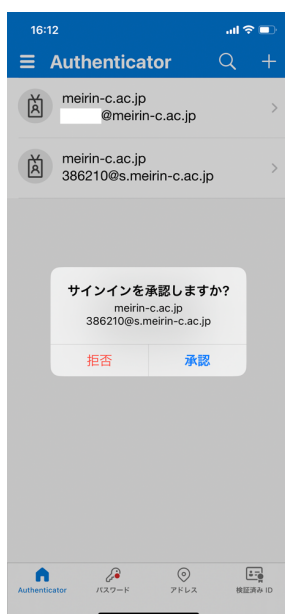 16:12
Authenticator
meirin-c.ac.jp
@meirin-c.ac.jp
meirin-c.ac.jp
386210@s.meirin-c.ac.jp
サインインを承認しますか?
meirin-c.ac.jp
386210@s.meirin-c.ac.jp
拒否 承認
Authenticator パスワード アドレス 検証済み ID